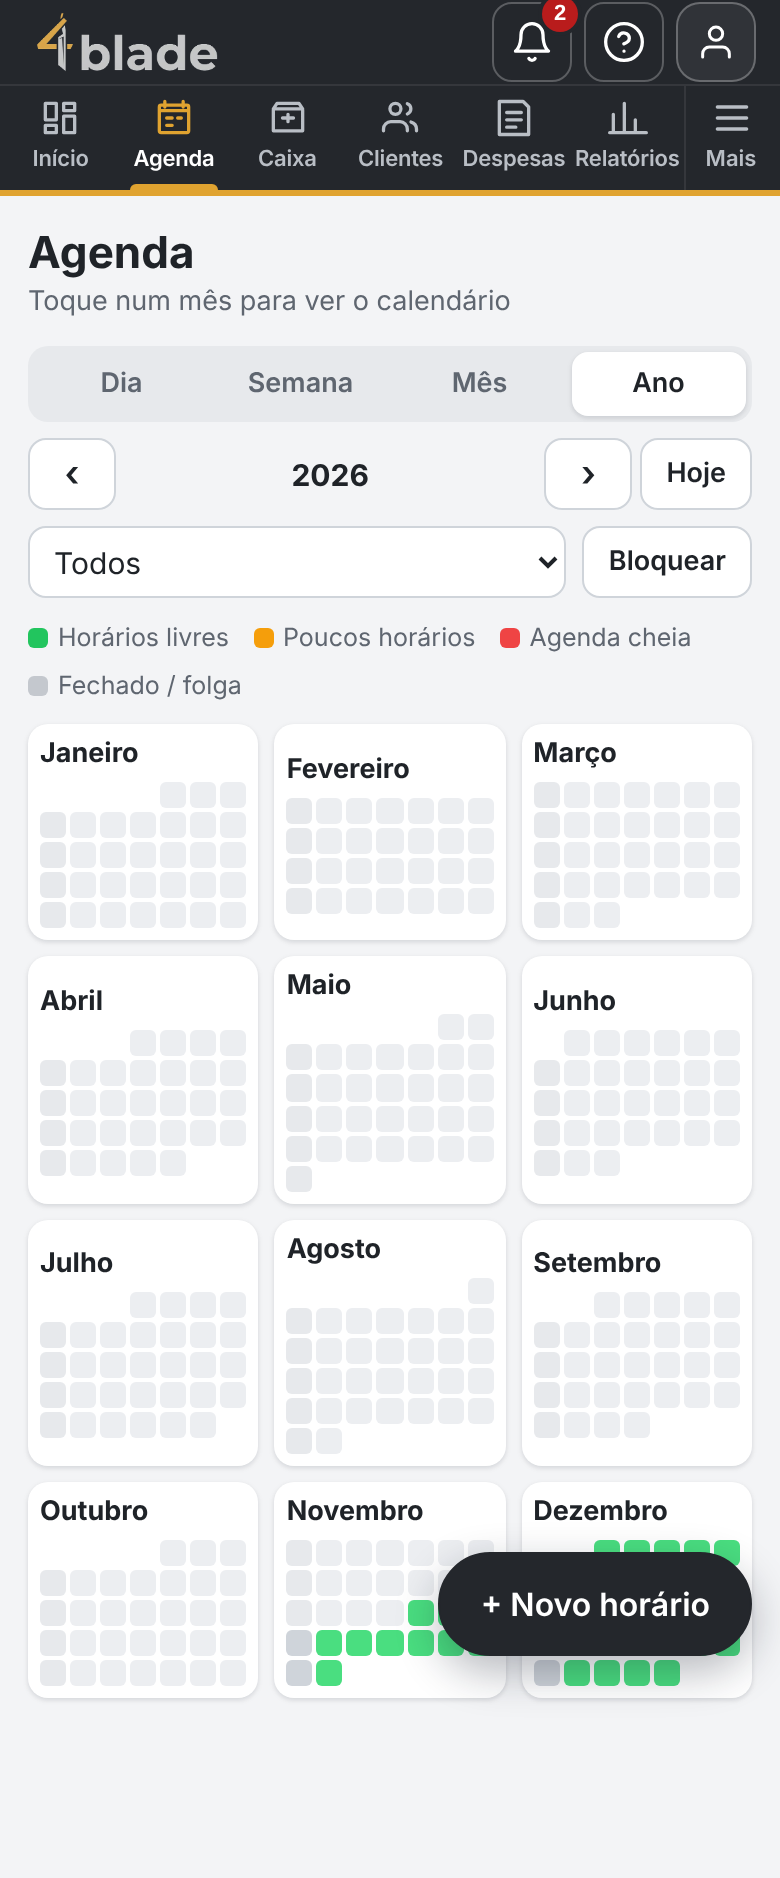 4blade
2
Início Agenda Caixa Clientes Despesas Relatórios Mais
Agenda
Toque num mês para ver o calendário
Dia Semana Mês Ano
‹ 2026 › Hoje
Todos Bloquear
Horários livres Poucos horários Agenda cheia
Fechado / folga
Janeiro Fevereiro Março
Abril Maio Junho
Julho Agosto Setembro
Outubro Novembro Dezembro
+ Novo horário